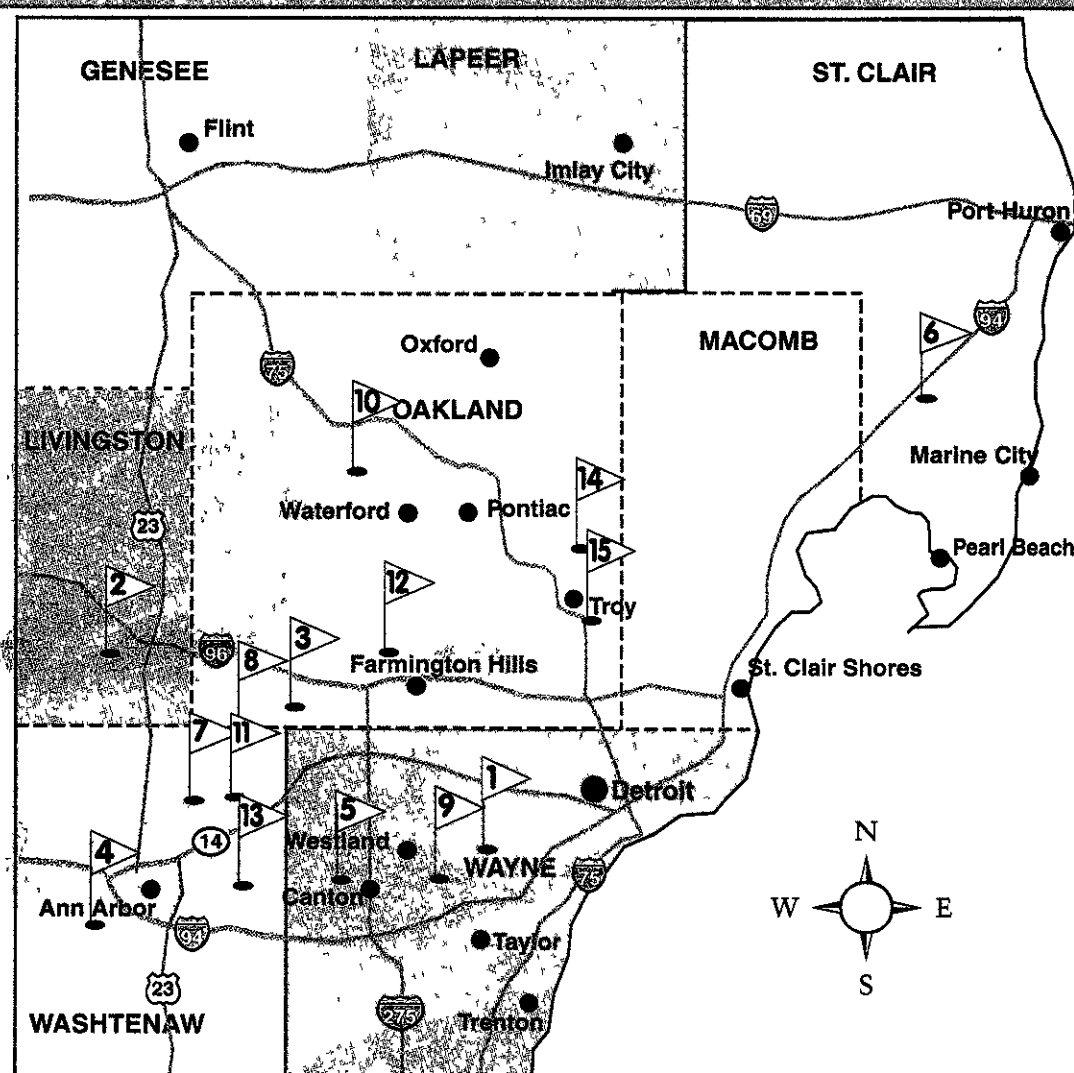 GENESEE
LAPEER
ST. CLAIR
Flint
Imlay City
69
Port Huron
94
6
Oxford
MACOMB
75
10
OAKLAND
LIVINGSTON
Marine City
14
23
Waterford
Pontiac
15
Pearl Beach
2
12
Troy
96
8
3
Farmington Hills
St. Clair Shores
7
11
1
Detroit
13
5
9
14
Westland
4
WAYNE
75
N
Ann Arbor
Canton
W
E
94
Taylor
23
S
275
Trenton
WASHTENAW